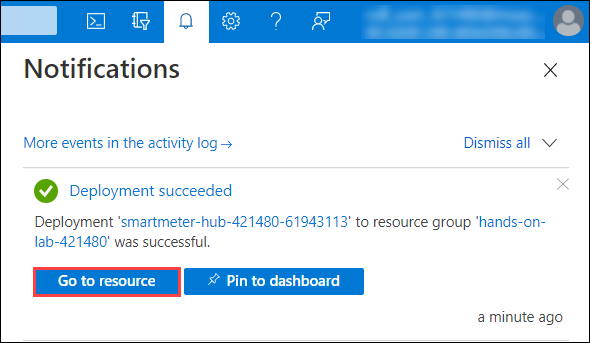 Notifications
More events in the activity log →
Dismiss all
Deployment succeeded
Deployment 'smartmeter-hub-421480-61943113' to resource group 'hands-on-
lab-421480' was successful.
Go to resource
Pin to dashboard
a minute ago